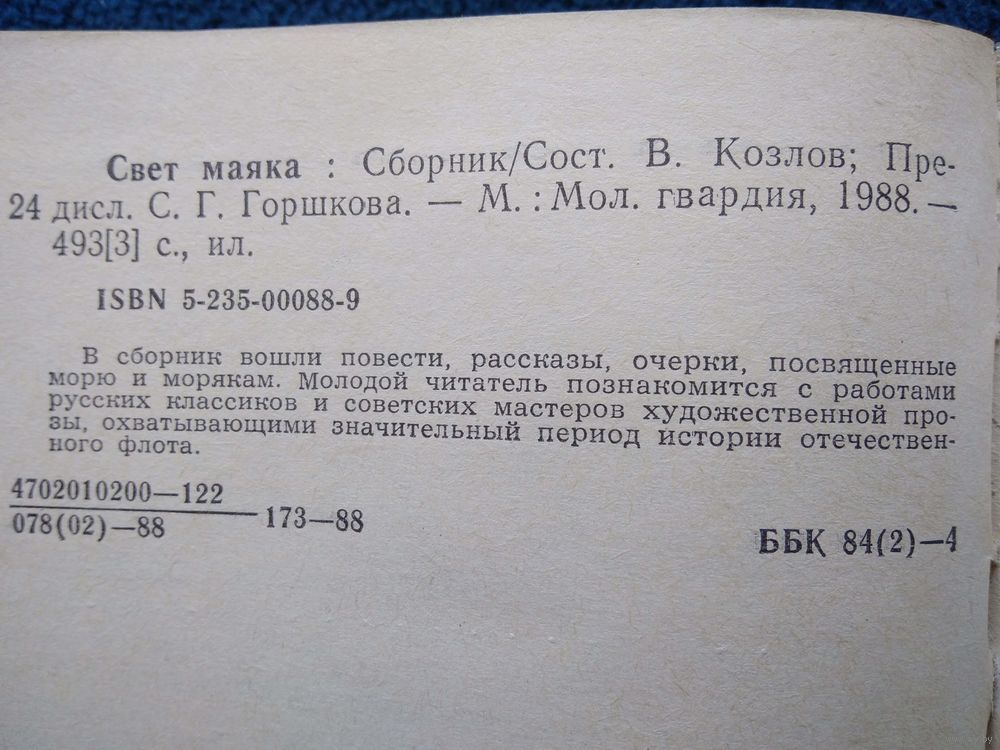 Свет маяка : Сборник/Сост. В. Козлов; Пре-
24 дисл. С. Г. Горшкова. — М. : Мол. гвардия, 1988. —
493[3] с., ил.
ISBN 5-235-00088-9
В сборник вошли повести, рассказы, очерки, посвященные
морю и морякам. Молодой читатель познакомится с работами
русских классиков и советских мастеров художественной про-
зы, охватывающими значительный период истории отечествен-
ного флота.
4702010200—122
078(02)—88
173—88
ББК 84(2)—4